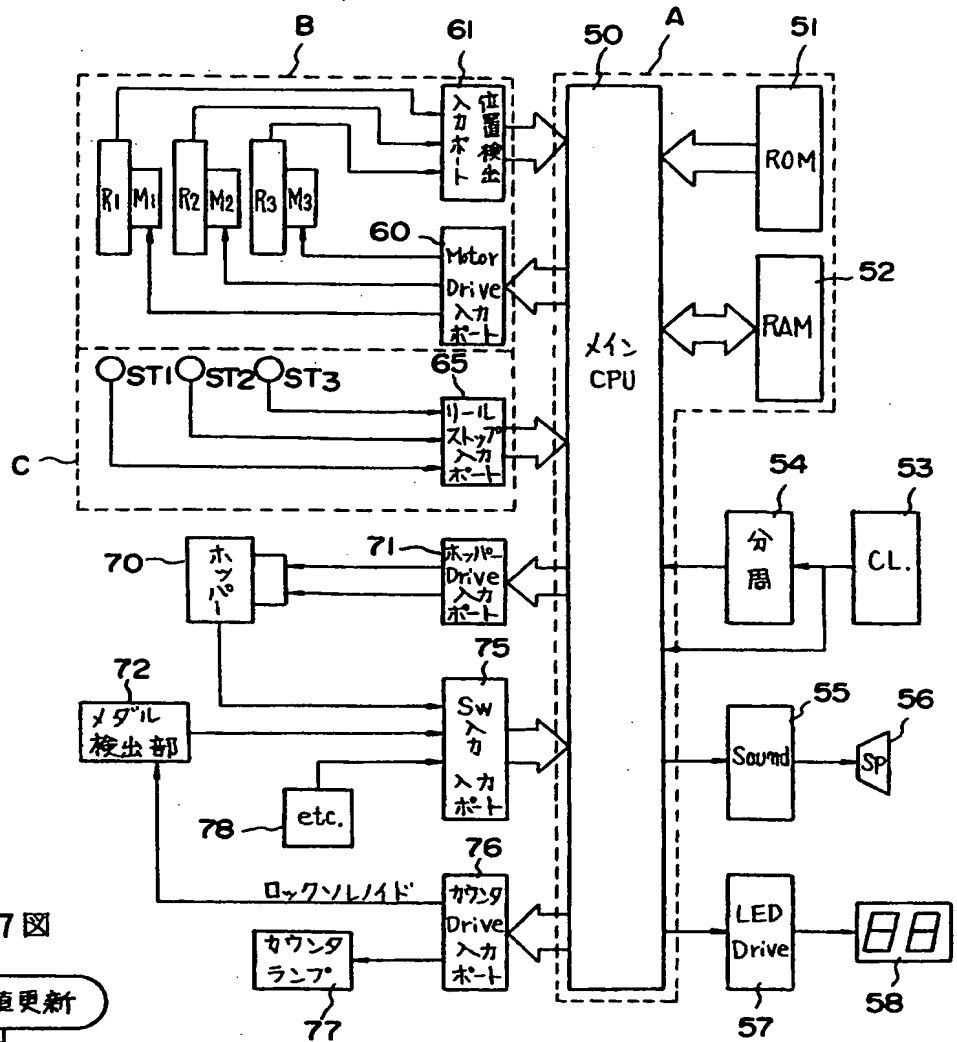 B
61
50
A
51
位置検出
入力ポート
R1
M1
R2
M2
R3
M3
ROM
60
Motor
Drive
入力
ポート
52
RAM
メイン
CPU
ST1
ST2
ST3
65
リール
ストップ
入力
ポート
C
54
53
分周
CL.
70
ホッパー
71
ホッパー
Drive
入力
ポート
75
72
メダル
検出部
Sw
入力
入力
ポート
55
56
Sound
SP
78
etc.
76
ロックソレノイド
カウンタ
Drive
入力
ポート
LED
Drive
88
7図
カウンタ
ランプ
77
57
58
値更新